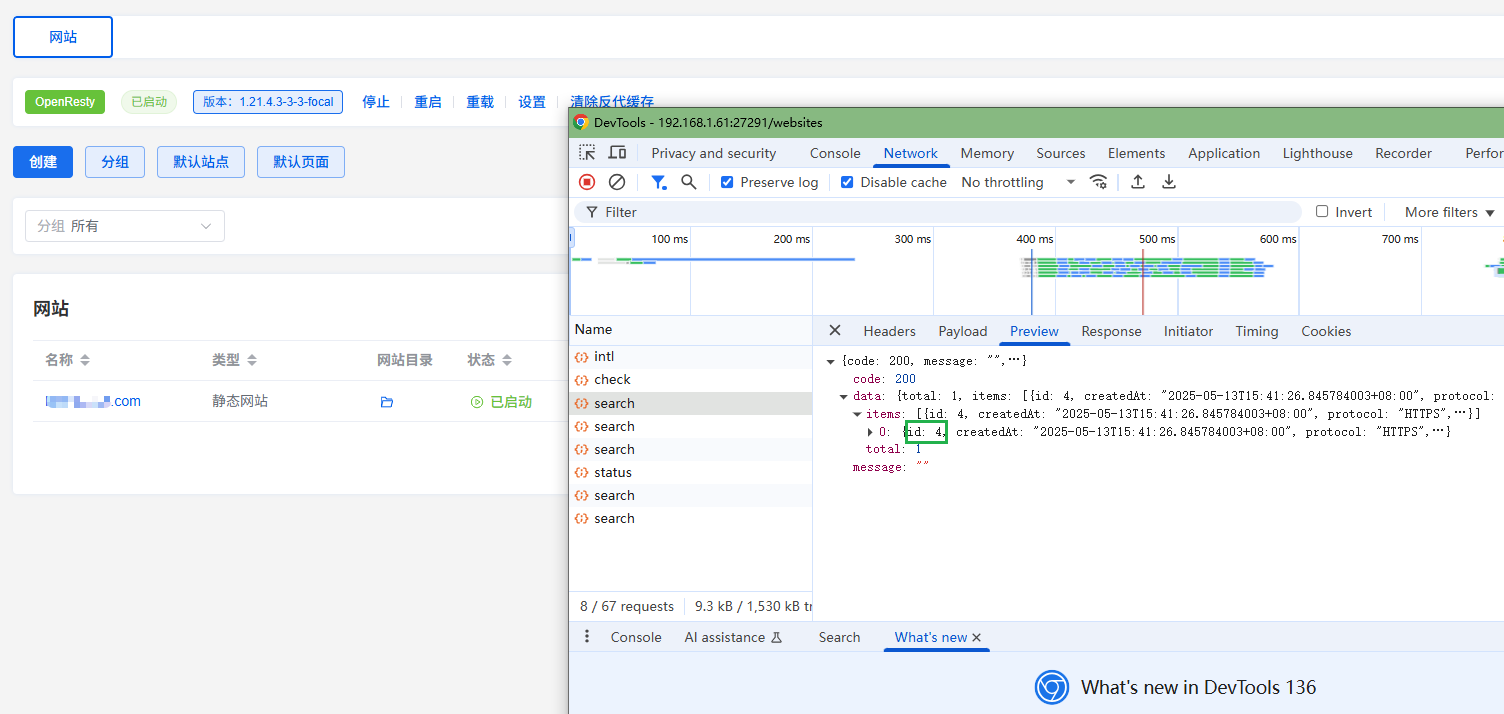 网站
OpenResty 已启动 版本：1.21.4.3-3-3-focal 停止 重启 重载 设置 清除反代缓存
创建 分组 默认站点 默认页面
分组 所有
网站
名称 类型 网站目录 状态
.com 静态网站 已启动
DevTools - 192.168.1.61:27291/websites
Privacy and security Console Network Memory Sources Elements Application Lighthouse Recorder Perfor
Preserve log Disable cache No throttling
Filter Invert More filters
100 ms 200 ms 300 ms 400 ms 500 ms 600 ms 700 ms
Name
intl
check
search
search
search
status
search
search
8 / 67 requests 9.3 kB / 1,530 kB tr
Headers Payload Preview Response Initiator Timing Cookies
{code: 200, message: "",…}
code: 200
data: {total: 1, items: [{id: 4, createdAt: "2025-05-13T15:41:26.845784003+08:00", protocol:
items: [{id: 4, createdAt: "2025-05-13T15:41:26.845784003+08:00", protocol: "HTTPS",…}]
0: {id: 4, createdAt: "2025-05-13T15:41:26.845784003+08:00", protocol: "HTTPS",…}
total: 1
message: ""
Console AI assistance Search What's new
What's new in DevTools 136